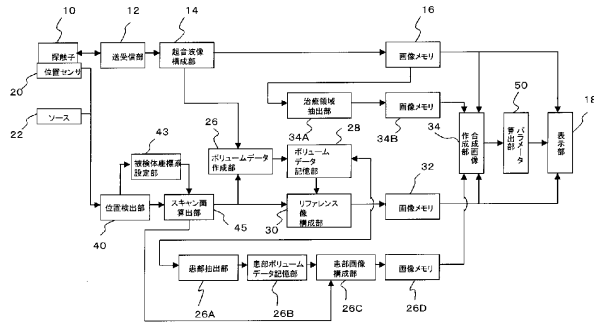 10
12
14
16
探触子
位置センサ
送受信部
超音波像
構成部
画像メモリ
20
22
ソース
43
被検体座標系
設定部
26
ボリュームデータ
作成部
治療領域
抽出部
34A
28
ボリューム
データ
記憶部
画像メモリ
34B
34
合成画像
作成部
50
パラメータ
算出部
18
表示部
位置検出部
40
スキャン面
算出部
45
リファレンス
像
構成部
30
32
画像メモリ
患部抽出部
26A
患部ボリューム
データ記憶部
26B
患部画像
構成部
26C
画像メモリ
26D